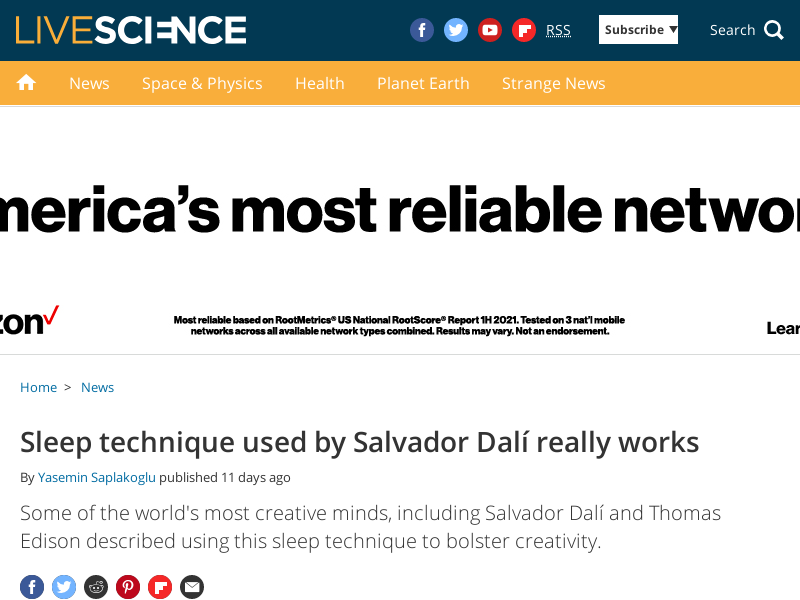 LIVESCIENCE
RSS
Subscribe ▼
Search
News
Space & Physics
Health
Planet Earth
Strange News
merica's most reliable networ
zon✓
Most reliable based on RootMetrics® US National RootScore® Report 1H 2021. Tested on 3 nat'l mobile
networks across all available network types combined. Results may vary. Not an endorsement.
Lear
Home > News
Sleep technique used by Salvador Dalí really works
By Yasemin Saplakoglu published 11 days ago
Some of the world's most creative minds, including Salvador Dalí and Thomas
Edison described using this sleep technique to bolster creativity.